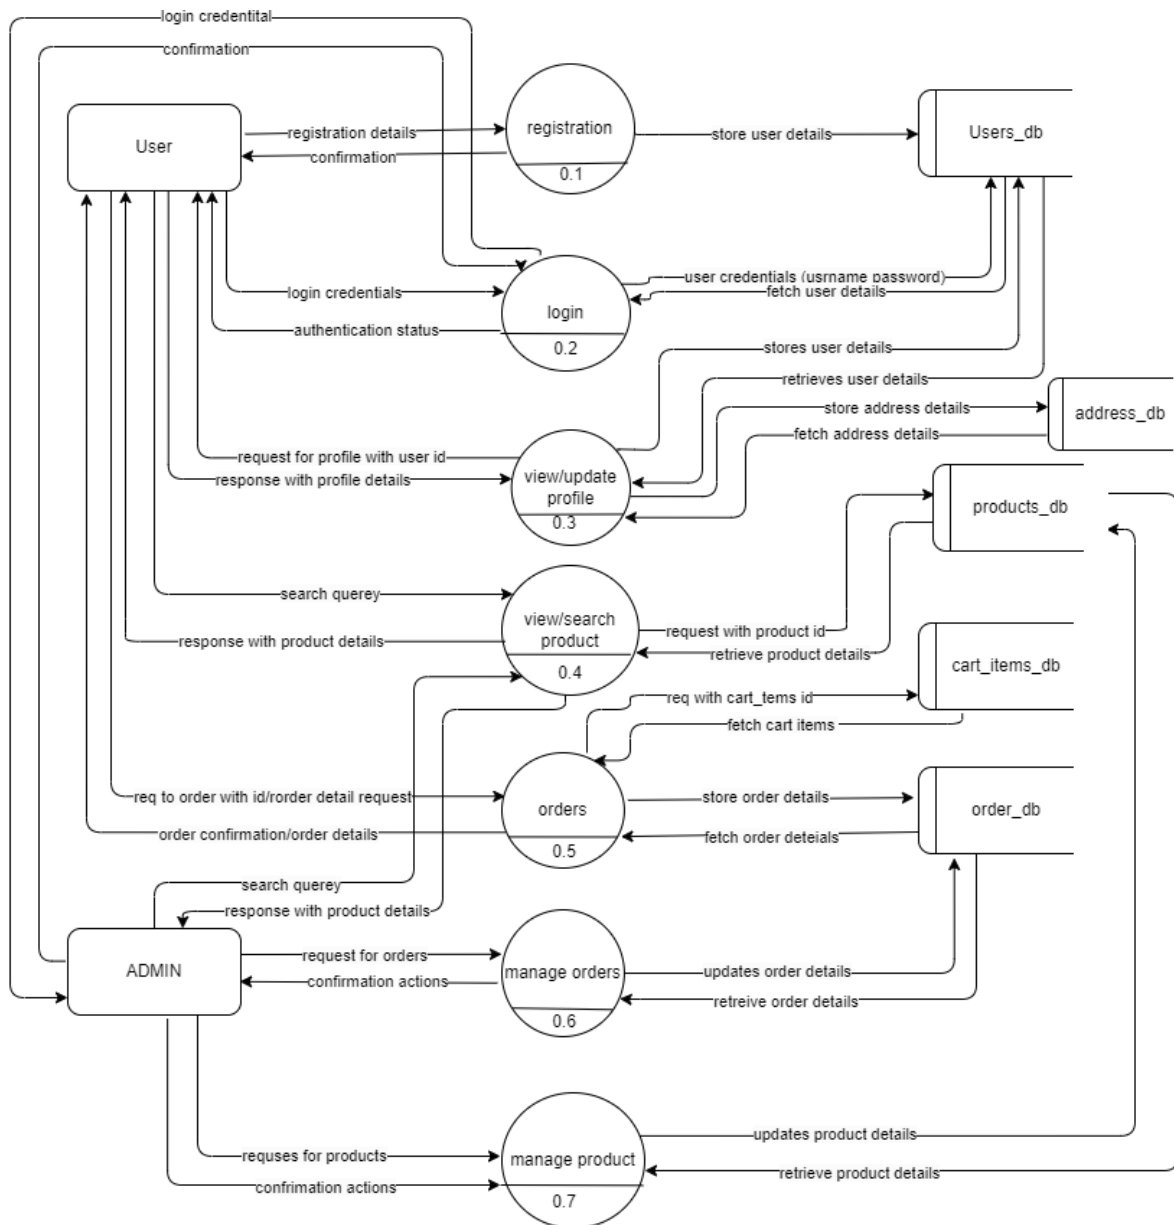 login credentital
confirmation
User
registration details
confirmation
registration
0.1
store user details
Users_db
login credentials
authentication status
login
0.2
user credentials (usrname password)
fetch user details
stores user details
retrieves user details
store address details
fetch address details
address_db
request for profile with user id
response with profile details
view/update
profile
0.3
products_db
search querey
response with product details
view/search
product
0.4
request with product id
retrieve product details
cart_items_db
req with cart_tems id
fetch cart items
req to order with id/rorder detail request
order confirmation/order details
orders
0.5
store order details
fetch order deteials
order_db
search querey
response with product details
ADMIN
request for orders
confirmation actions
manage orders
0.6
updates order details
retreive order details
requses for products
confrimation actions
manage product
0.7
updates product details
retrieve product details